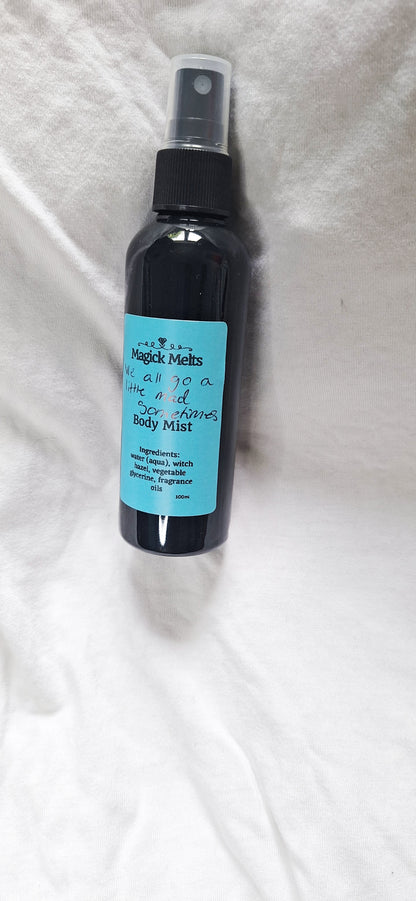 Magick Melts
We all go a
little mad
Sometimes
Body Mist
Ingredients:
water (aqua), witch
hazel, vegetable
glycerine, fragrance
oils
100ml